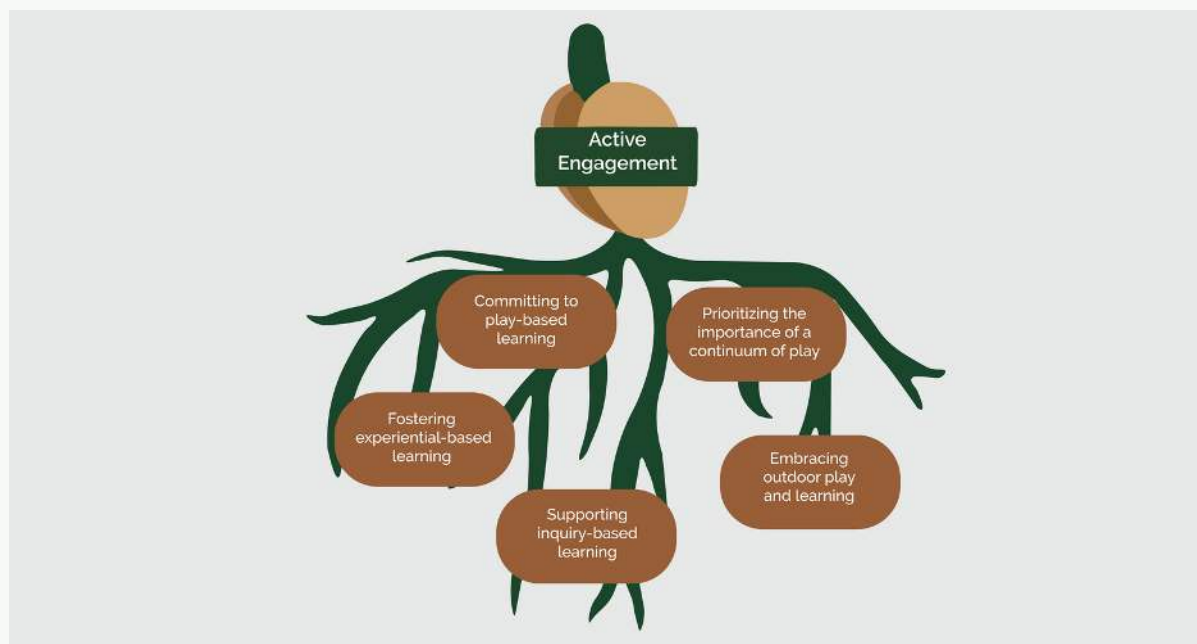 Active
Engagement
Committing to
play-based
learning
Prioritizing the
importance of a
continuum of play
Fostering
experiential-based
learning
Embracing
outdoor play
and learning
Supporting
inquiry-based
learning